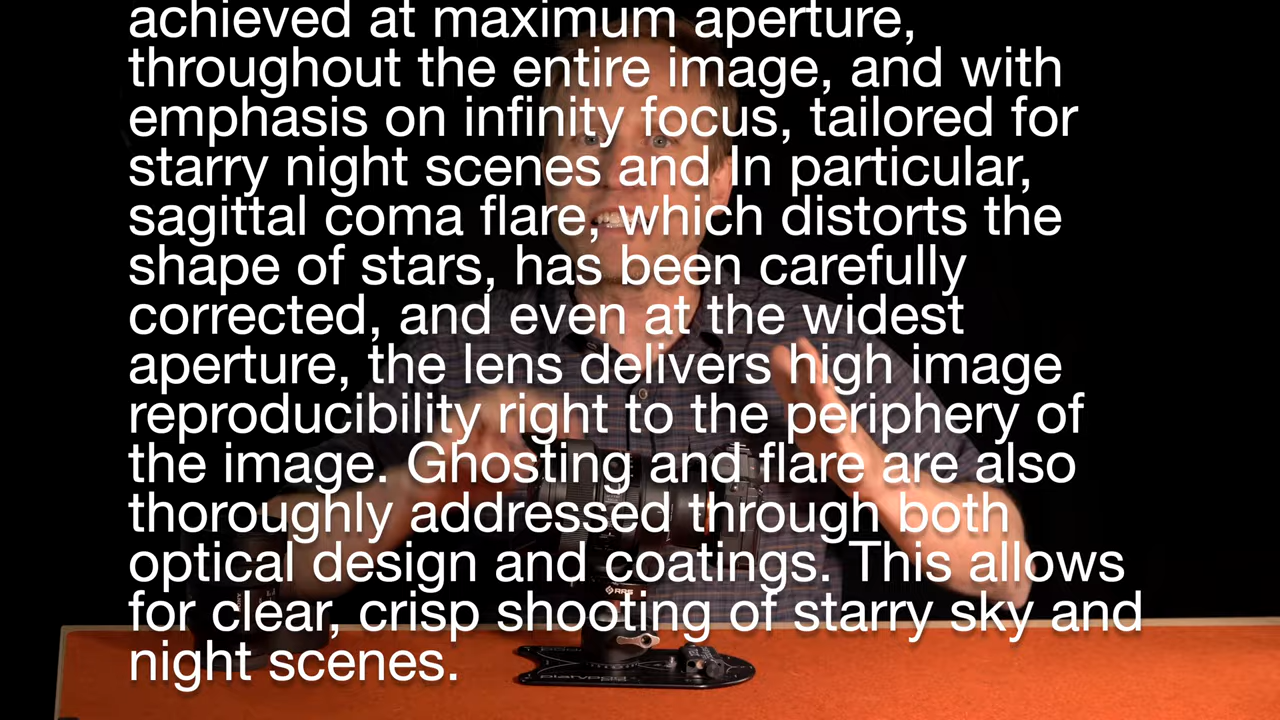 achieved at maximum aperture,
throughout the entire image, and with
emphasis on infinity focus, tailored for
starry night scenes and In particular,
sagittal coma flare, which distorts the
shape of stars, has been carefully
corrected, and even at the widest
aperture, the lens delivers high image
reproducibility right to the periphery of
the image. Ghosting and flare are also
thoroughly addressed through both
optical design and coatings. This allows
for clear, crisp shooting of starry sky and
night scenes.
RRS
platypod